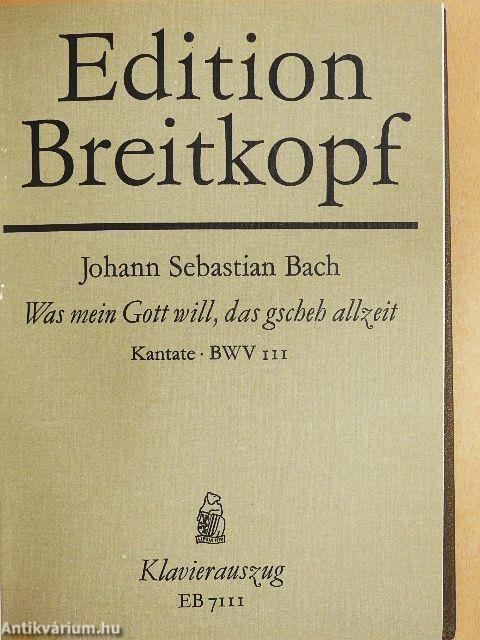 Edition
Breitkopf
Johann Sebastian Bach
Was mein Gott will, das gscheh allzeit
Kantate · BWV 111
Klavierauszug
EB 7111
Antikvárium.hu